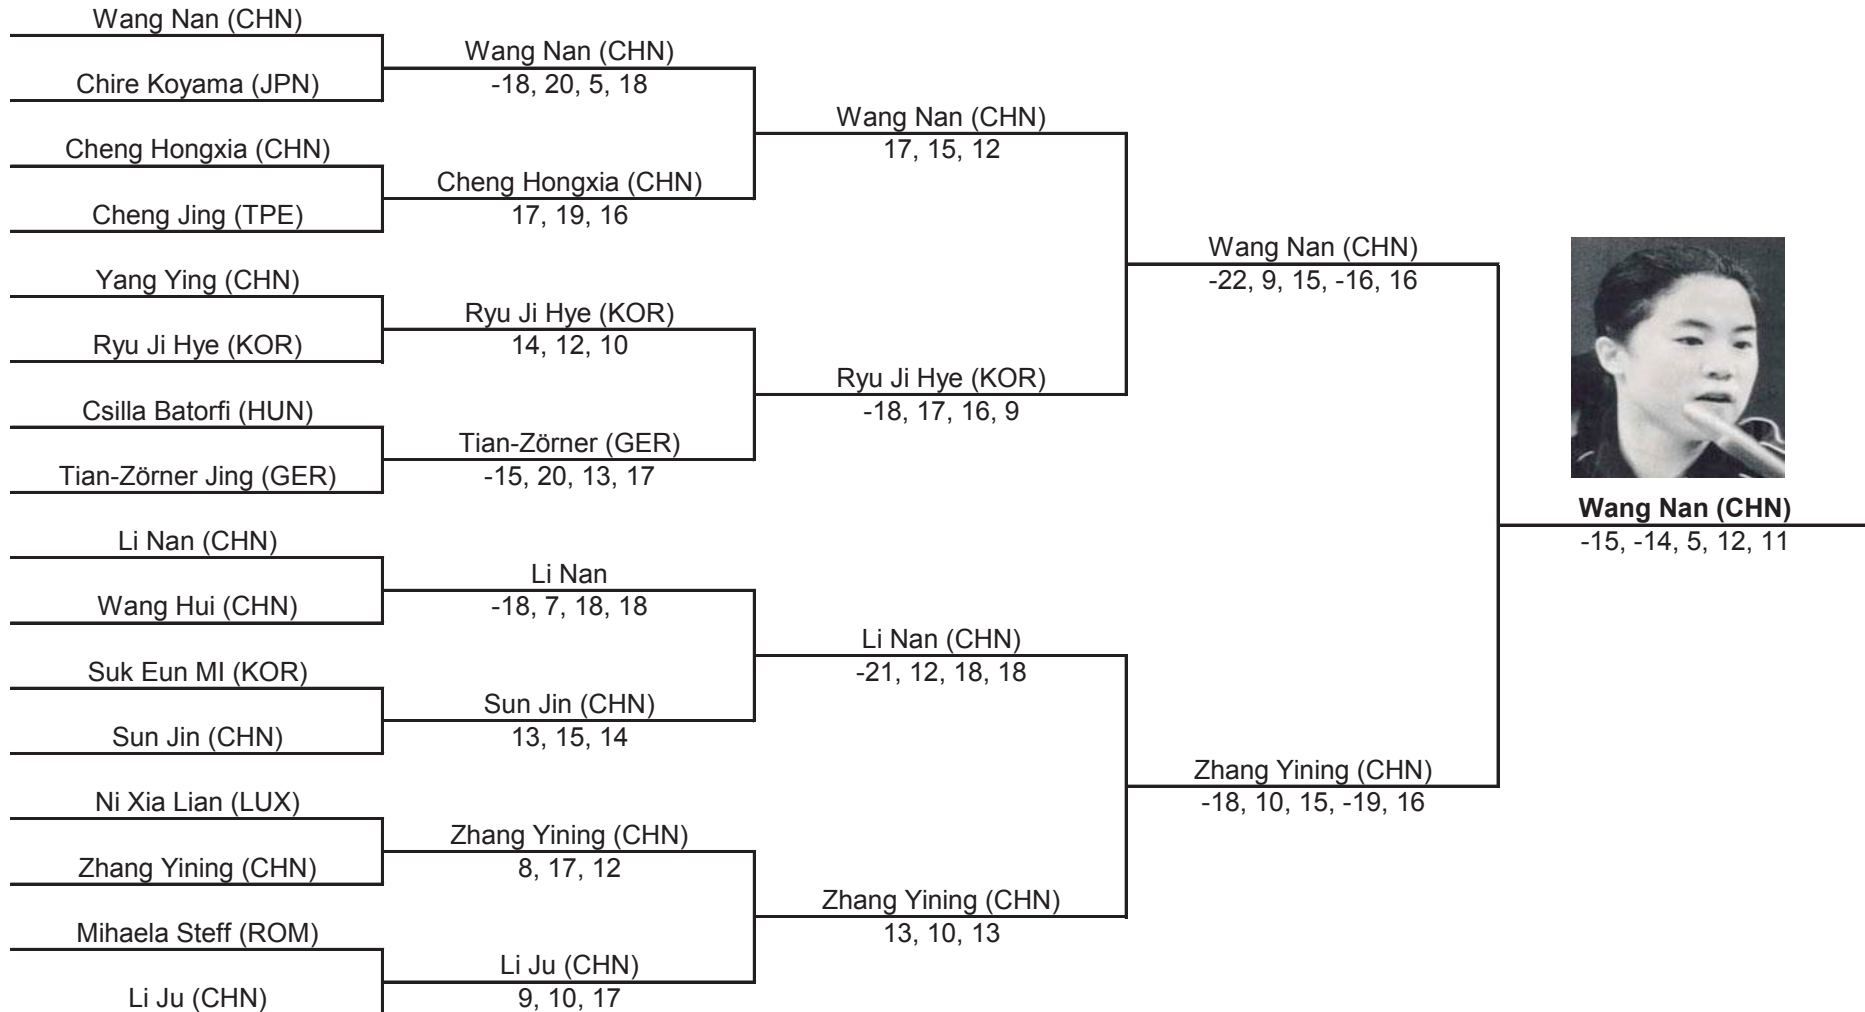 Wang Nan (CHN)
Chire Koyama (JPN)
Cheng Hongxia (CHN)
Cheng Jing (TPE)
Yang Ying (CHN)
Ryu Ji Hye (KOR)
Csilla Batorfi (HUN)
Tian-Zörner Jing (GER)
Li Nan (CHN)
Wang Hui (CHN)
Suk Eun MI (KOR)
Sun Jin (CHN)
Ni Xia Lian (LUX)
Zhang Yining (CHN)
Mihaela Steff (ROM)
Li Ju (CHN)
Wang Nan (CHN)
-18, 20, 5, 18
Cheng Hongxia (CHN)
17, 19, 16
Ryu Ji Hye (KOR)
14, 12, 10
Tian-Zörner (GER)
-15, 20, 13, 17
Li Nan
-18, 7, 18, 18
Sun Jin (CHN)
13, 15, 14
Zhang Yining (CHN)
8, 17, 12
Li Ju (CHN)
9, 10, 17
Wang Nan (CHN)
17, 15, 12
Ryu Ji Hye (KOR)
-18, 17, 16, 9
Li Nan (CHN)
-21, 12, 18, 18
Zhang Yining (CHN)
13, 10, 13
Wang Nan (CHN)
-22, 9, 15, -16, 16
Zhang Yining (CHN)
-18, 10, 15, -19, 16
Wang Nan (CHN)
-15, -14, 5, 12, 11